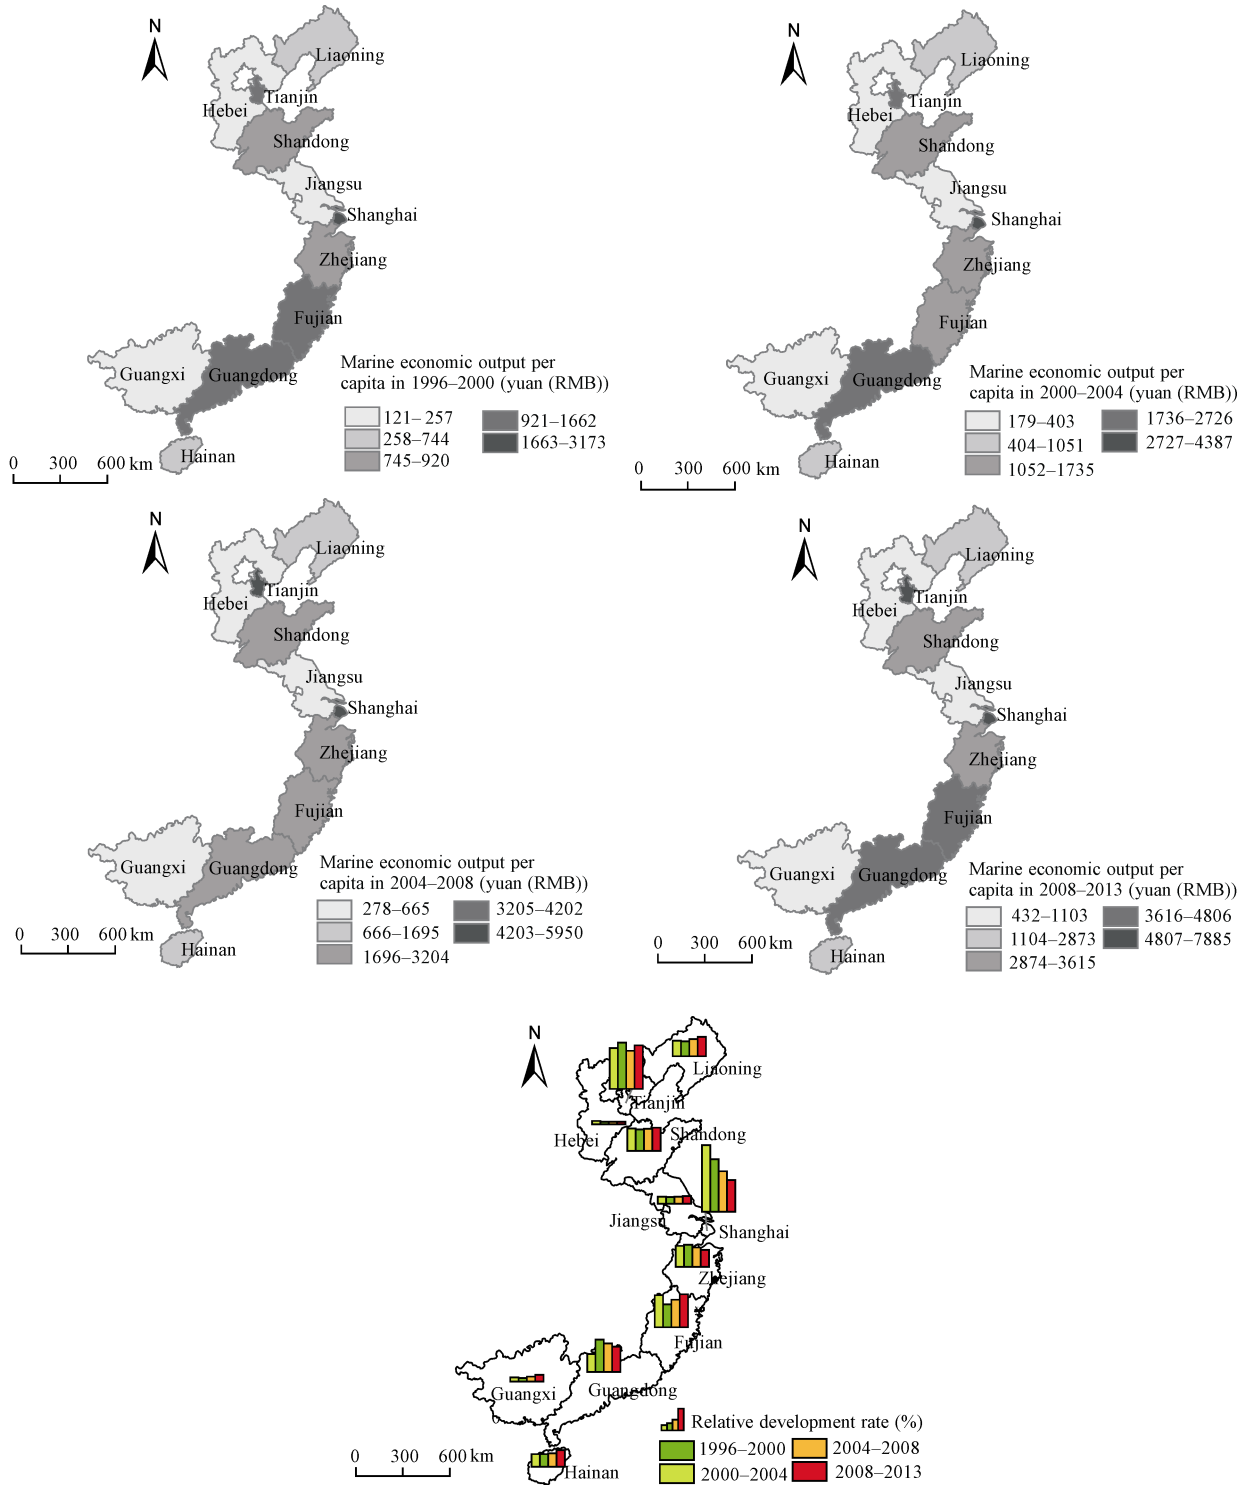 N
Liaoning
Tianjin
Hebei
Shandong
Jiangsu
Shanghai
Zhejiang
Fujian
Guangxi
Guangdong
Hainan
Marine economic output per
capita in 1996–2000 (yuan (RMB))
121–257
258–744
745–920
921–1662
1663–3173
0 300 600 km
N
Liaoning
Tianjin
Hebei
Shandong
Jiangsu
Shanghai
Zhejiang
Fujian
Guangxi
Guangdong
Hainan
Marine economic output per
capita in 2000–2004 (yuan (RMB))
179–403
404–1051
1052–1735
1736–2726
2727–4387
0 300 600 km
N
Liaoning
Tianjin
Hebei
Shandong
Jiangsu
Shanghai
Zhejiang
Fujian
Guangxi
Guangdong
Hainan
Marine economic output per
capita in 2004–2008 (yuan (RMB))
278–665
666–1695
1696–3204
3205–4202
4203–5950
0 300 600 km
N
Liaoning
Tianjin
Hebei
Shandong
Jiangsu
Shanghai
Zhejiang
Fujian
Guangxi
Guangdong
Hainan
Marine economic output per
capita in 2008–2013 (yuan (RMB))
432–1103
1104–2873
2874–3615
3616–4806
4807–7885
0 300 600 km
N
Liaoning
Tianjin
Hebei
Shandong
Jiangsu
Shanghai
Zhejiang
Fujian
Guangxi
Guangdong
Hainan
Relative development rate (%)
1996–2000
2000–2004
2004–2008
2008–2013
0 300 600 km